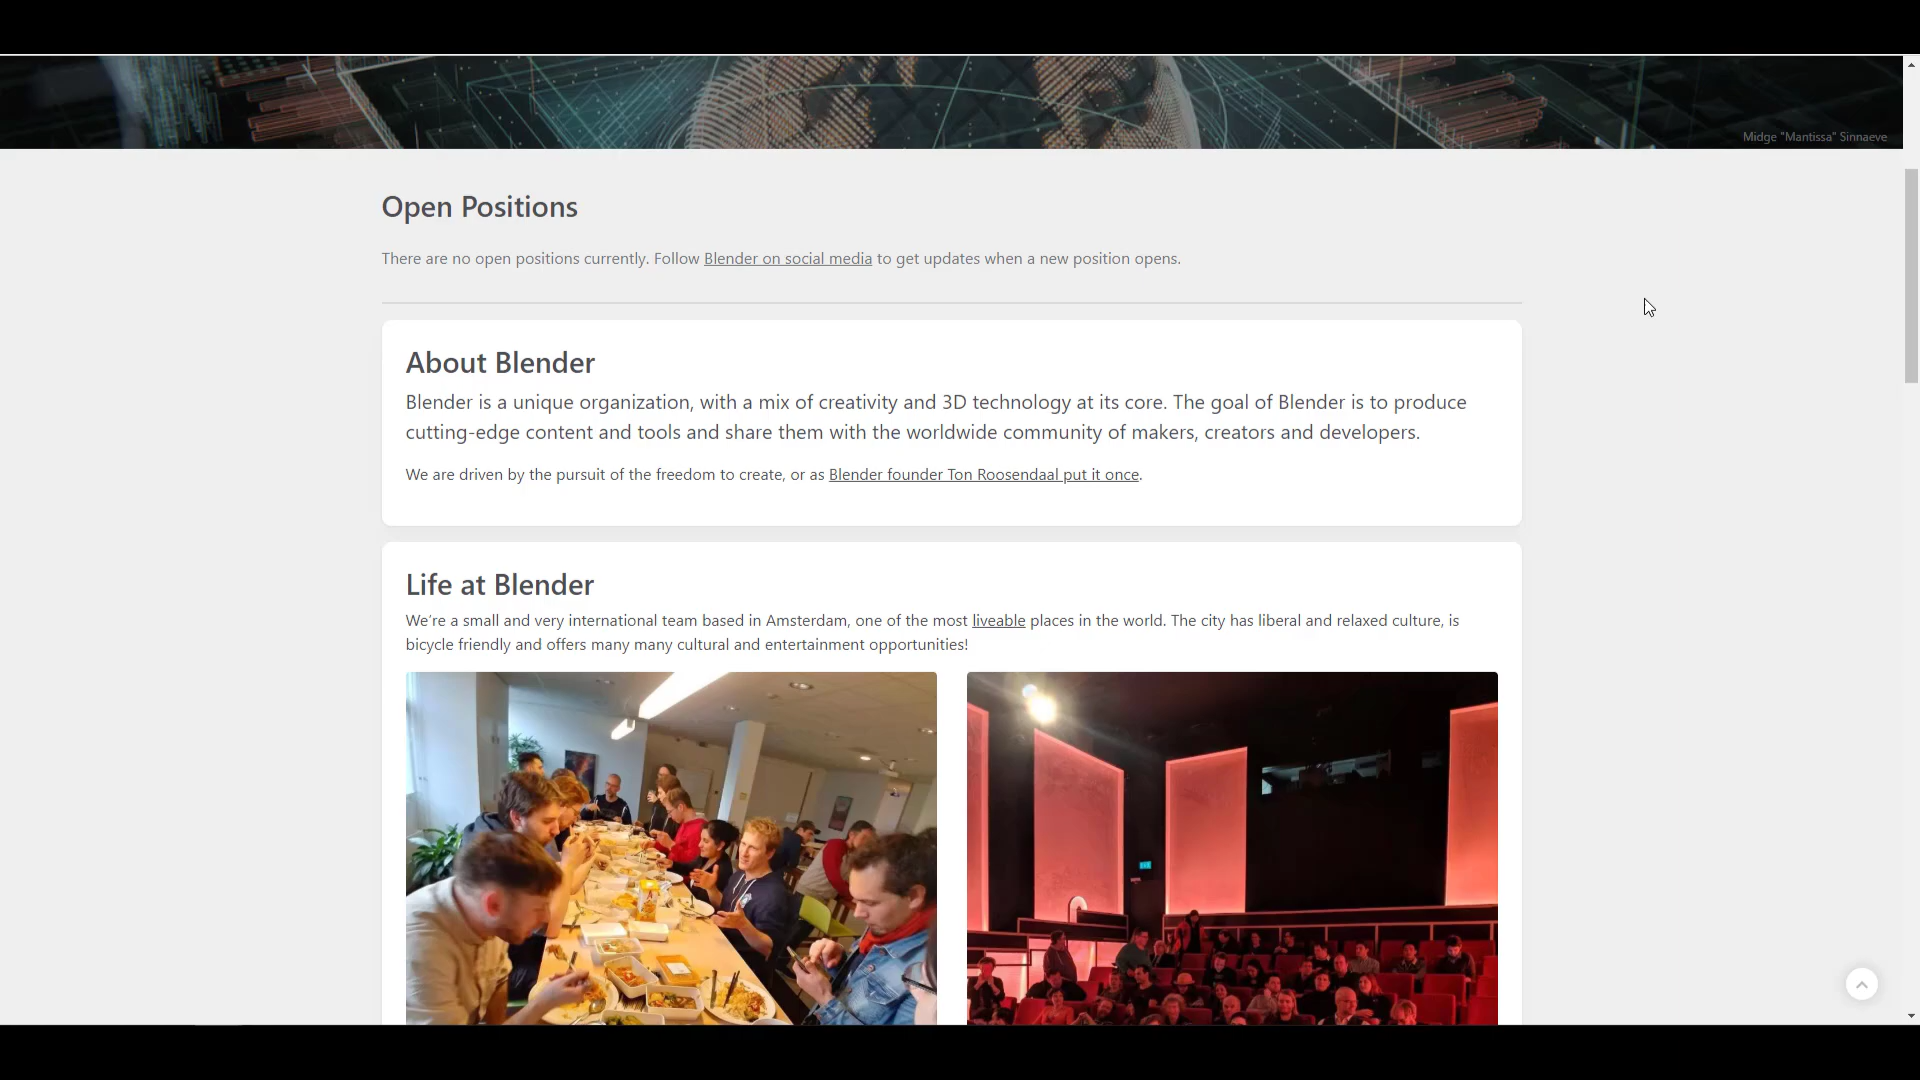 Midge "Mantissa" Sinnaeve
Open Positions
There are no open positions currently. Follow Blender on social media to get updates when a new position opens.
About Blender
Blender is a unique organization, with a mix of creativity and 3D technology at its core. The goal of Blender is to produce
cutting-edge content and tools and share them with the worldwide community of makers, creators and developers.
We are driven by the pursuit of the freedom to create, or as Blender founder Ton Roosendaal put it once.
Life at Blender
We’re a small and very international team based in Amsterdam, one of the most liveable places in the world. The city has liberal and relaxed culture, is
bicycle friendly and offers many many cultural and entertainment opportunities!